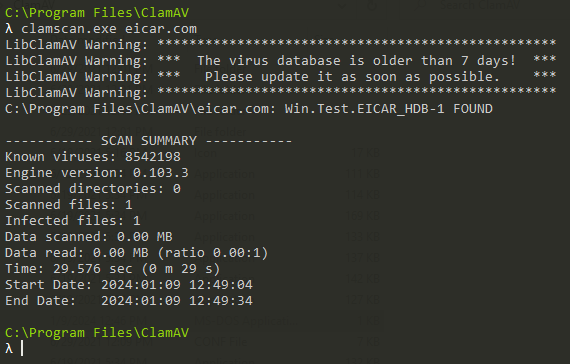 C:\Program Files\ClamAV
λ clamscan.exe eicar.com
LibClamAV Warning: **************************************************
LibClamAV Warning: ***  The virus database is older than 7 days!  ***
LibClamAV Warning: ***   Please update it as soon as possible.    ***
LibClamAV Warning: **************************************************
C:\Program Files\ClamAV\eicar.com: Win.Test.EICAR_HDB-1 FOUND
----------- SCAN SUMMARY -----------
Known viruses: 8542198
Engine version: 0.103.3
Scanned directories: 0
Scanned files: 1
Infected files: 1
Data scanned: 0.00 MB
Data read: 0.00 MB (ratio 0.00:1)
Time: 29.576 sec (0 m 29 s)
Start Date: 2024:01:09 12:49:04
End Date:   2024:01:09 12:49:34
C:\Program Files\ClamAV
λ